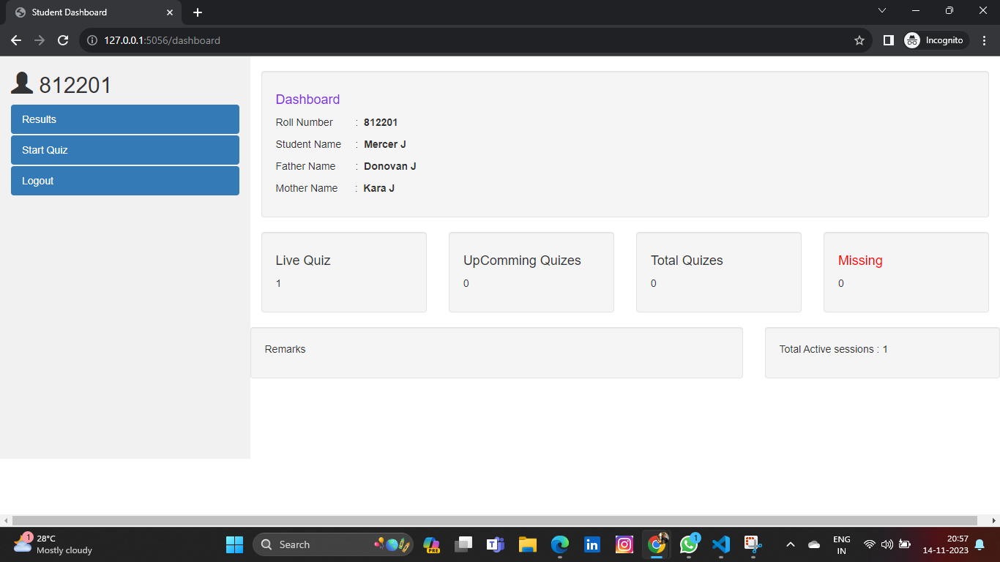 Student Dashboard
127.0.0.1:5056/dashboard
Incognito
812201
Results
Start Quiz
Logout
Dashboard
Roll Number : 812201
Student Name : Mercer J
Father Name : Donovan J
Mother Name : Kara J
Live Quiz
1
UpComming Quizes
0
Total Quizes
0
Missing
0
Remarks
Total Active sessions : 1
1
28°C
Mostly cloudy
Search
PRE
1
ENG
IN
20:57
14-11-2023